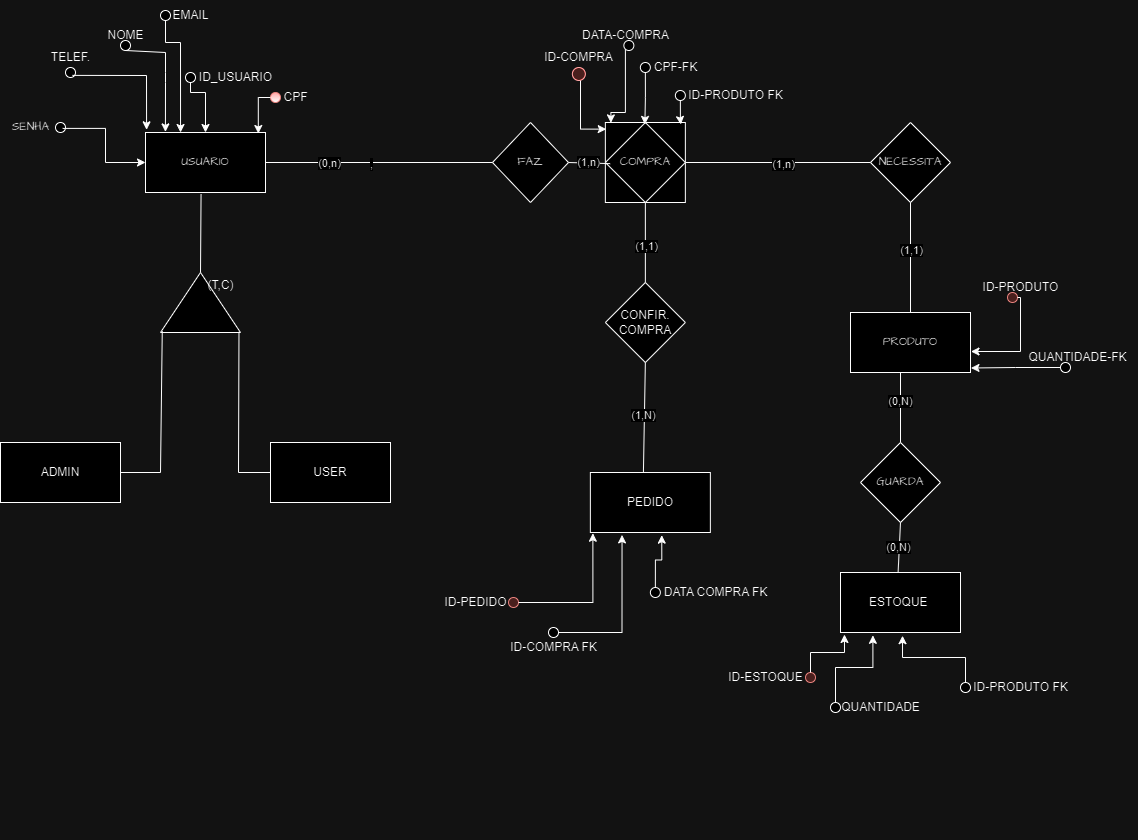 EMAIL
NOME
TELEF.
ID_USUARIO
CPF
SENHA
USUARIO
(0,n)
;
FAZ
(1,n)
DATA-COMPRA
ID-COMPRA
CPF-FK
ID-PRODUTO FK
COMPRA
(1,n)
NECESSITA
(T,C)
(1,1)
(1,1)
CONFIR.
COMPRA
ID-PRODUTO
PRODUTO
QUANTIDADE-FK
(1,N)
(0,N)
ADMIN
USER
GUARDA
PEDIDO
(0,N)
ID-PEDIDO
DATA COMPRA FK
ID-COMPRA FK
ESTOQUE
ID-ESTOQUE
ID-PRODUTO FK
QUANTIDADE